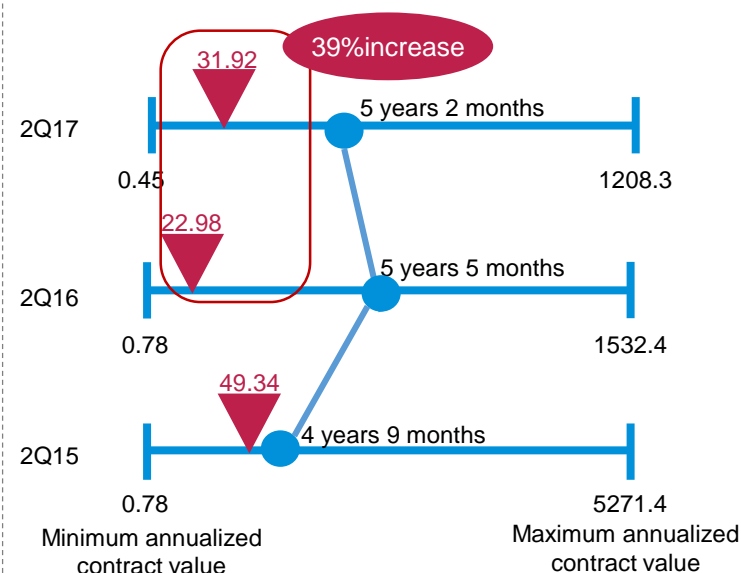 39%increase
31.92
5 years 2 months
2Q17
0.45
1208.3
22.98
5 years 5 months
2Q16
0.78
1532.4
49.34
4 years 9 months
2Q15
0.78
5271.4
Minimum annualized
contract value
Maximum annualized
contract value